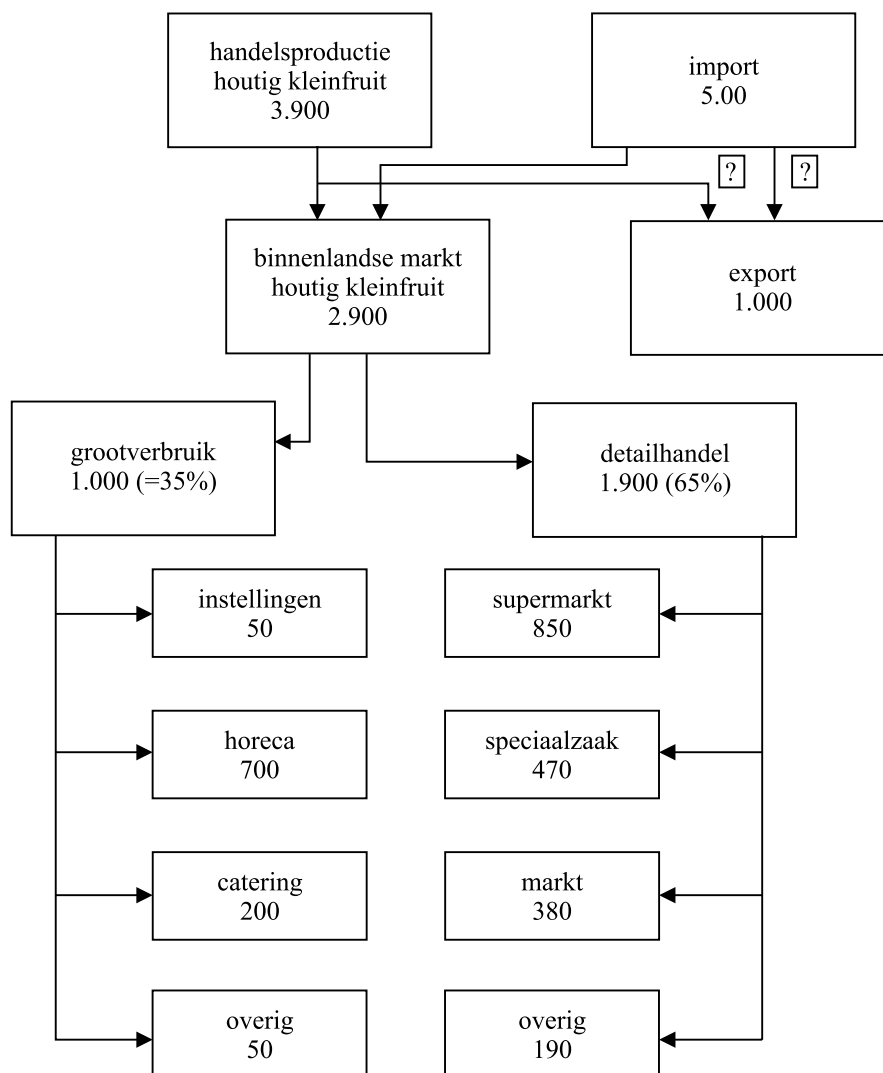 handelsproductie
houtig kleinfruit
3.900
import
5.00
?
?
binnenlandse markt
houtig kleinfruit
2.900
export
1.000
grootverbruik
1.000 (=35%)
detailhandel
1.900 (65%)
instellingen
50
supermarkt
850
horeca
700
speciaalzaak
470
catering
200
markt
380
overig
50
overig
190